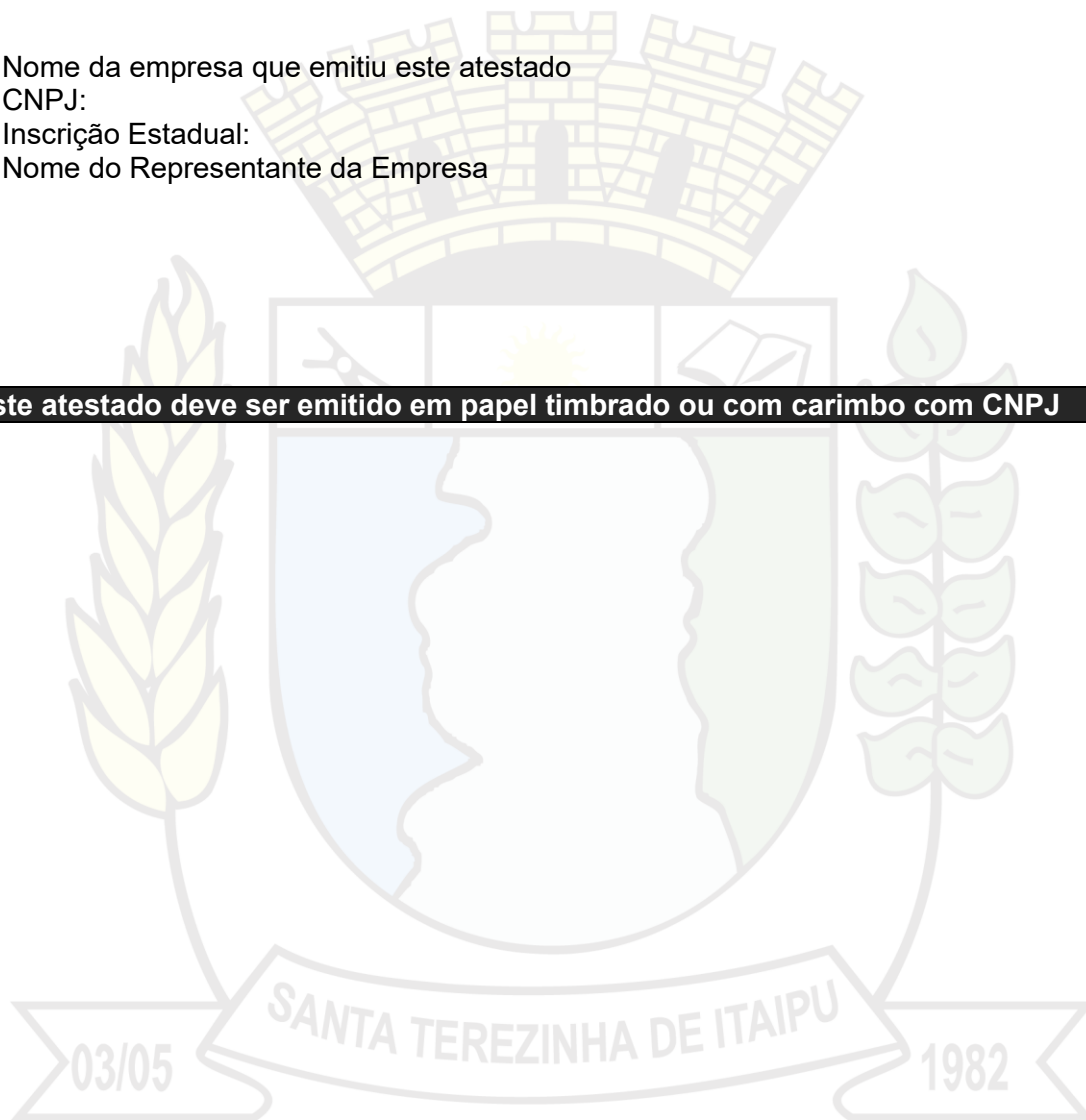 Nome da empresa que emitiu este atestado
CNPJ:
Inscrição Estadual:
Nome do Representante da Empresa
ste atestado deve ser emitido em papel timbrado ou com carimbo com CNPJ
SANTA TEREZINHA DE ITAIPU
03/05
1982